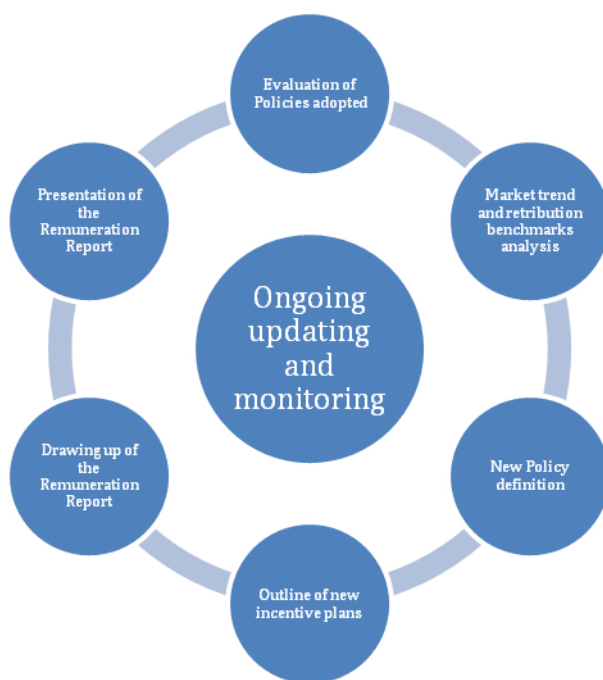 Evaluation of
Policies adopted
Market trend
and retribution
benchmarks
analysis
New Policy
definition
Outline of new
incentive plans
Drawing up of
the
Remuneration
Report
Presentation of
the
Remuneration
Report
Ongoing
updating
and
monitoring